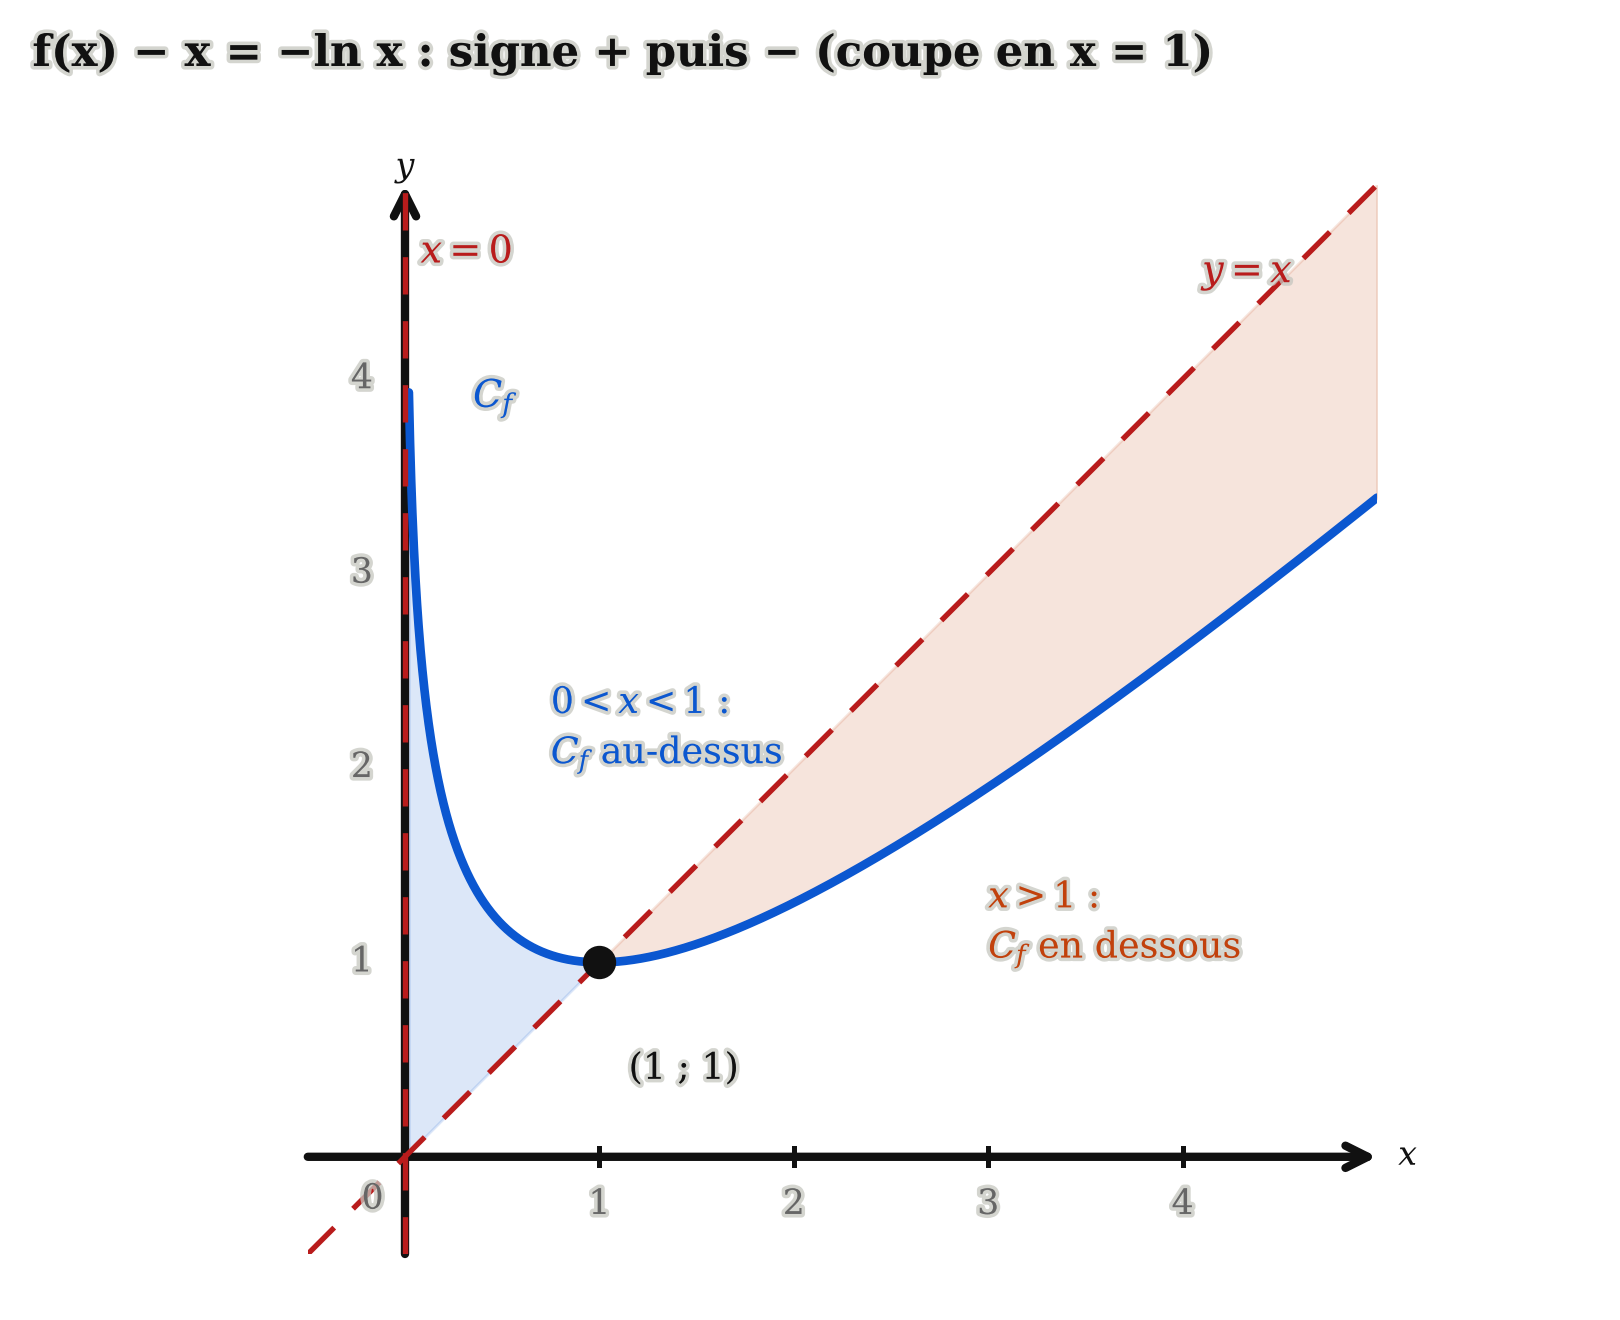 f(x) − x = −ln x : signe + puis − (coupe en x = 1)
y
x = 0
y = x
4
C_f
3
0 < x < 1 :
C_f au-dessus
2
x > 1 :
C_f en dessous
1
(1 ; 1)
x
0 1 2 3 4